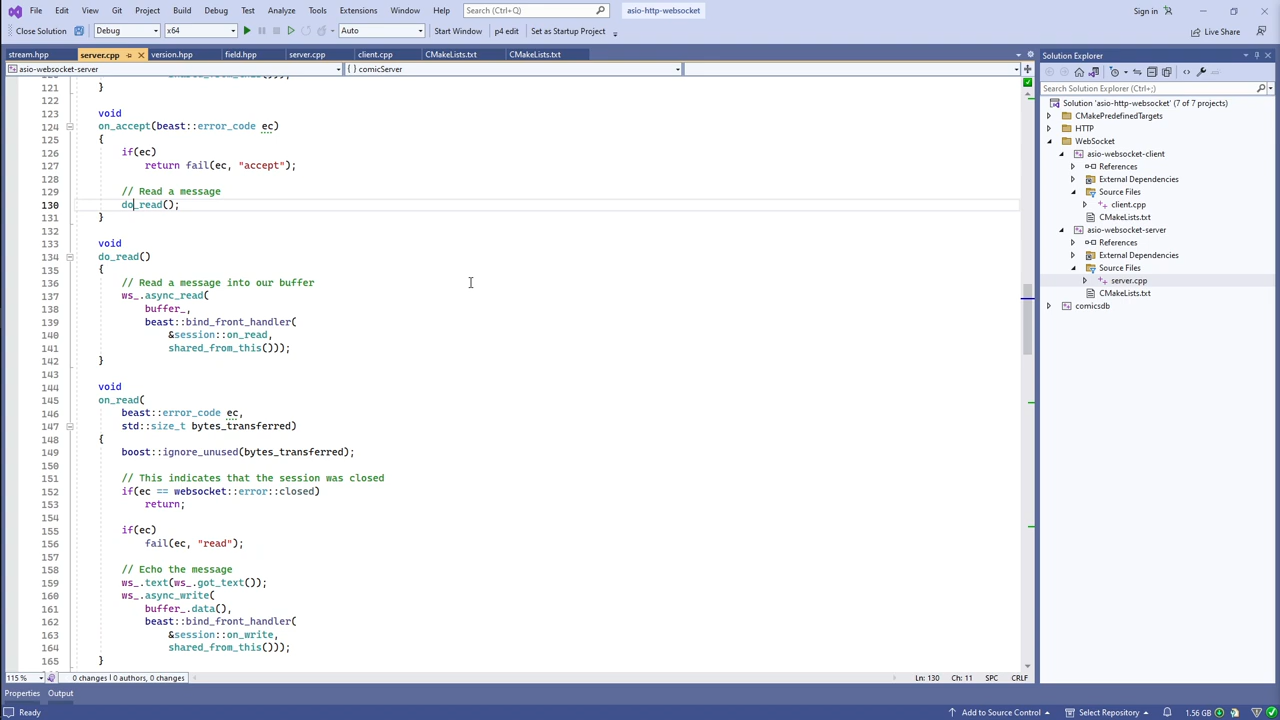 File Edit View Git Project Build Debug Test Analyze Tools Extensions Window Help Search (Ctrl+;) asio-http-websocket Sign in
Close Solution Debug x64 Auto Start Window p4 edit Set as Startup Project Live Share
stream.hpp server.cpp version.hpp field.hpp server.cpp client.cpp CMakeLists.txt CMakeLists.txt
asio-websocket-server { } comicServer
121 }
122
123 void
124 on_accept(beast::error_code ec)
125 {
126 if(ec)
127 return fail(ec, "accept");
128
129 // Read a message
130 do_read();
131 }
132
133 void
134 do_read()
135 {
136 // Read a message into our buffer
137 ws_.async_read(
138 buffer_,
139 beast::bind_front_handler(
140 &session::on_read,
141 shared_from_this()));
142 }
143
144 void
145 on_read(
146 beast::error_code ec,
147 std::size_t bytes_transferred)
148 {
149 boost::ignore_unused(bytes_transferred);
150
151 // This indicates that the session was closed
152 if(ec == websocket::error::closed)
153 return;
154
155 if(ec)
156 fail(ec, "read");
157
158 // Echo the message
159 ws_.text(ws_.got_text());
160 ws_.async_write(
161 buffer_.data(),
162 beast::bind_front_handler(
163 &session::on_write,
164 shared_from_this()));
165 }
115 % 0 changes | 0 authors, 0 changes Ln: 130 Ch: 11 SPC CRLF
Properties Output
Ready Add to Source Control Select Repository 1.56 GB
Solution Explorer
Search Solution Explorer (Ctrl+;)
Solution 'asio-http-websocket' (7 of 7 projects)
CMakePredefinedTargets
HTTP
WebSocket
asio-websocket-client
References
External Dependencies
Source Files
client.cpp
CMakeLists.txt
asio-websocket-server
References
External Dependencies
Source Files
server.cpp
CMakeLists.txt
comicsdb